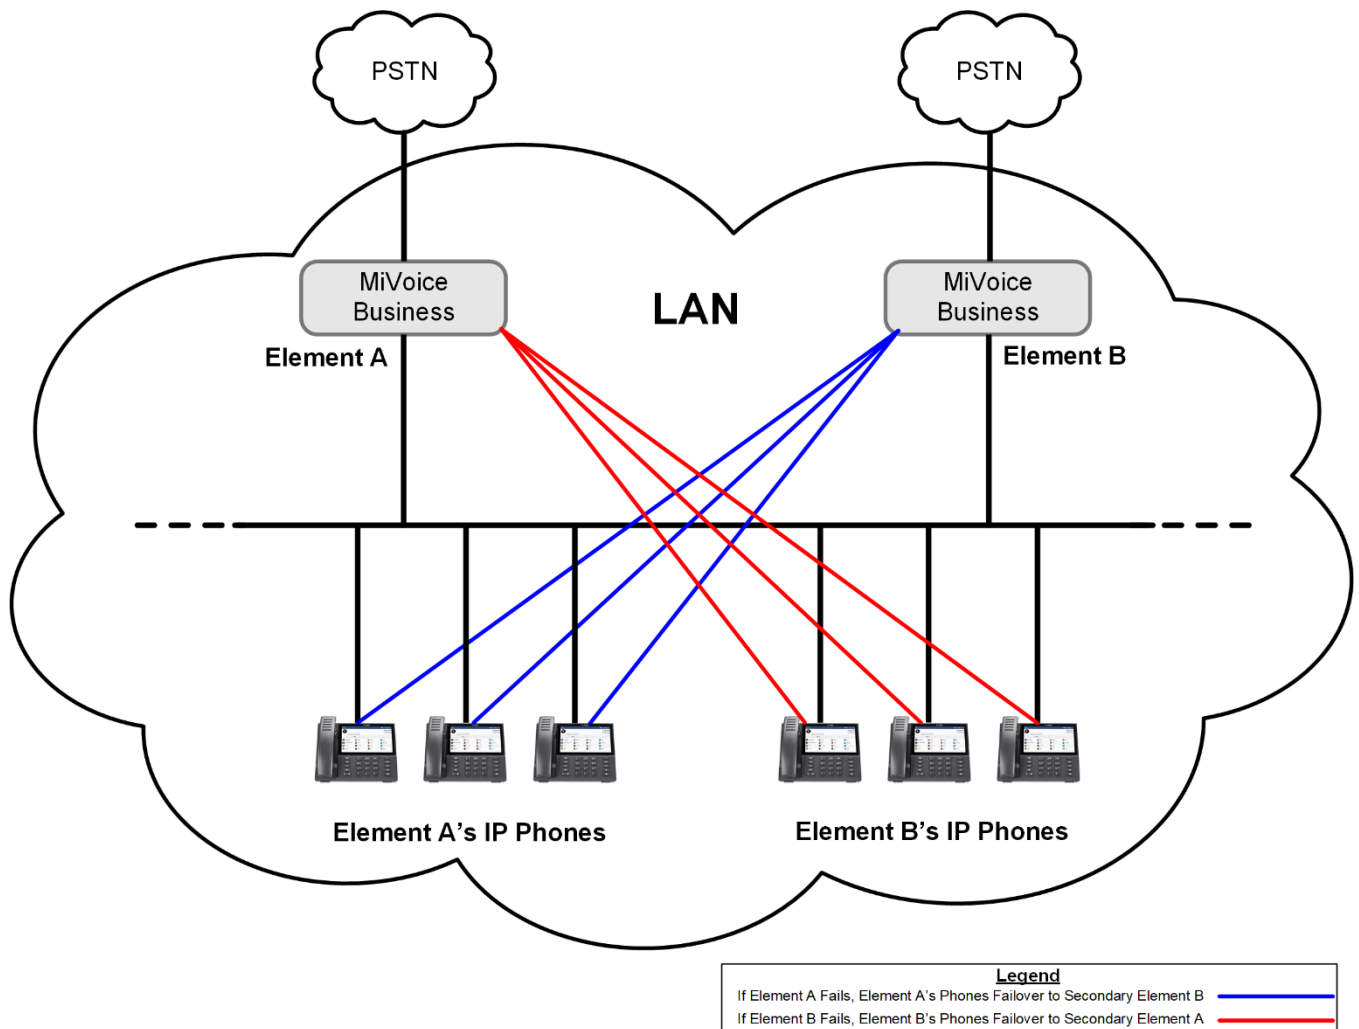 PSTN
PSTN
MiVoice
Business
MiVoice
Business
LAN
Element A
Element B
Element A's IP Phones
Element B's IP Phones
Legend
If Element A Fails, Element A's Phones Failover to Secondary Element B
If Element B Fails, Element B's Phones Failover to Secondary Element A